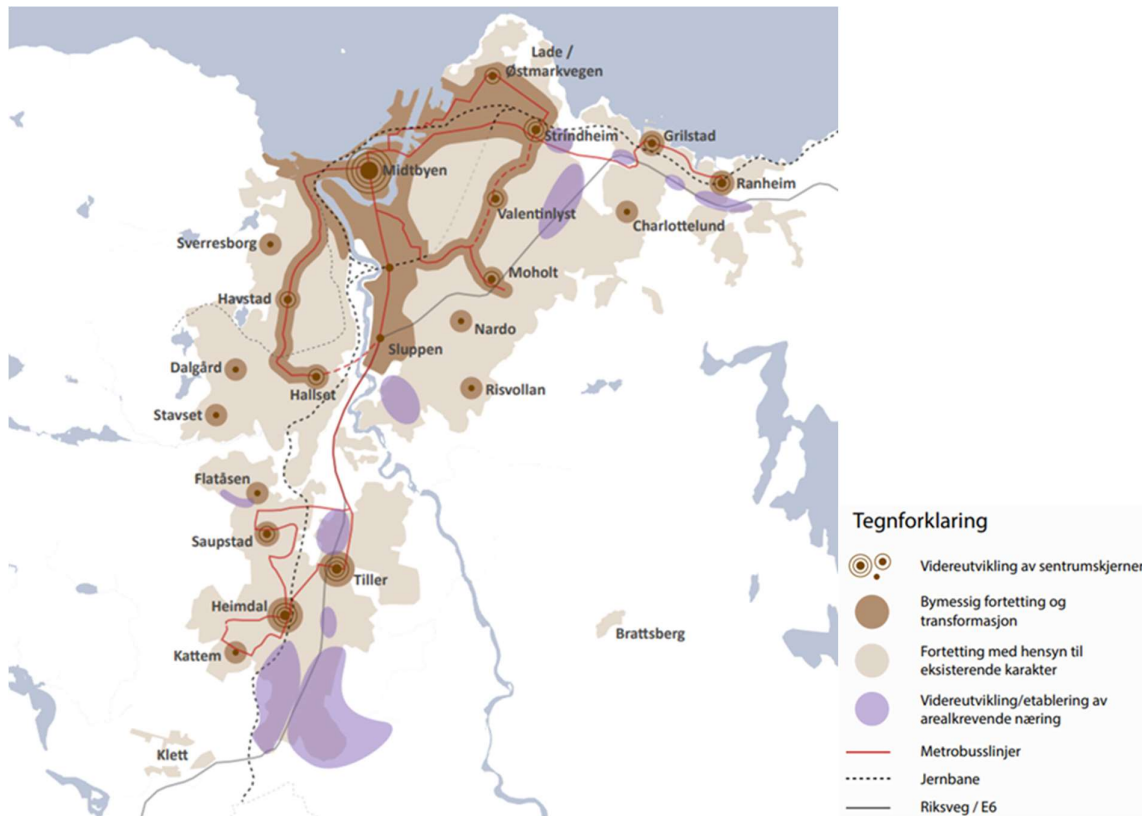 Lade /
Østmarkvegen
Strindheim
Grilstad
Midtbyen
Ranheim
Valentinlyst
Charlottelund
Sverresborg
Moholt
Havstad
Nardo
Sluppen
Dalgård
Hallset
Risvollan
Stavset
Flatåsen
Saupstad
Tiller
Heimdal
Brattsberg
Kattem
Klett
Tegnforklaring
Videreutvikling av sentrumskjerner
Bymessig fortetting og
transformasjon
Fortetting med hensyn til
eksisterende karakter
Videreutvikling/etablering av
arealkrevende næring
Metrobusslinjer
Jernbane
Riksveg / E6